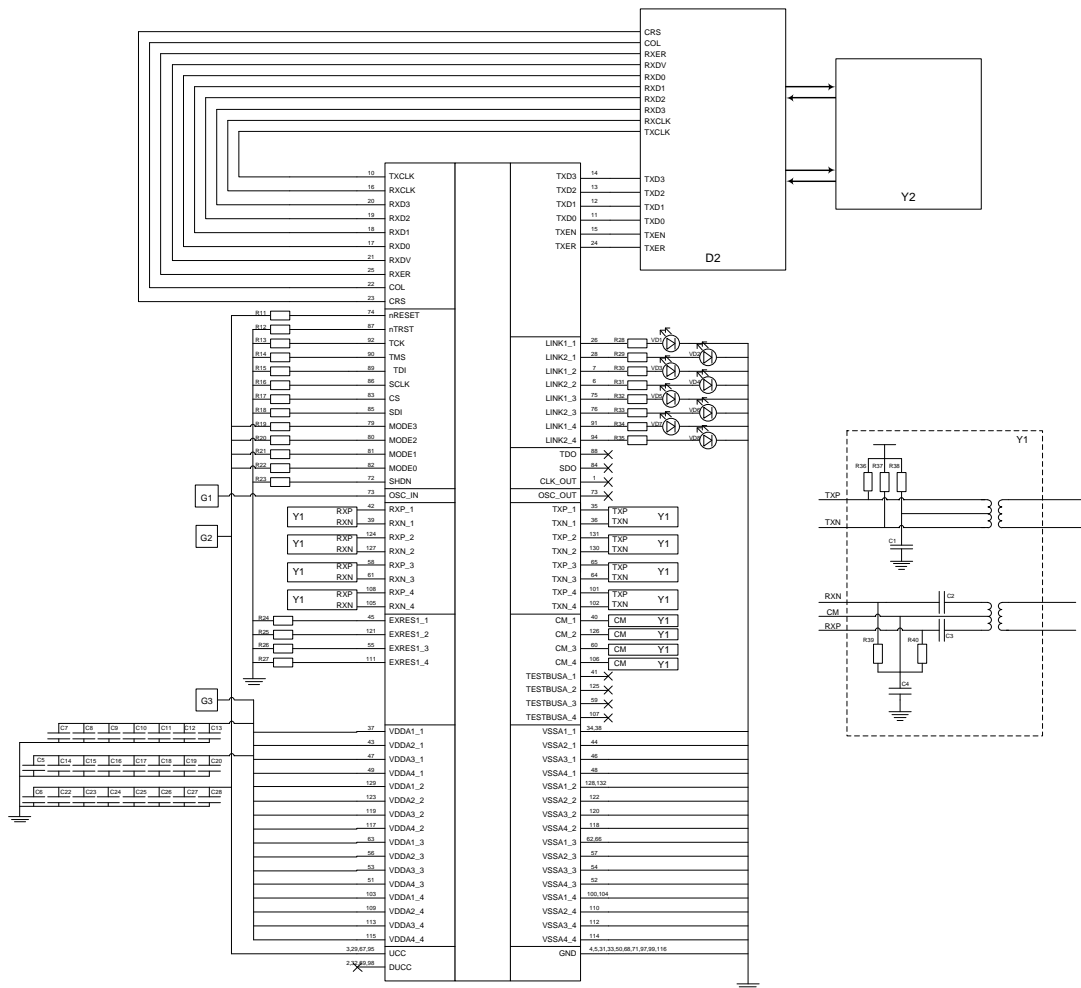 CRS
COL
RXER
RXDV
RXD0
RXD1
RXD2
RXD3
RXCLK
TXCLK
TXD3
TXD2
TXD1
TXD0
TXEN
TXER
D2
Y2
10 TXCLK
16 RXCLK
20 RXD3
19 RXD2
18 RXD1
17 RXD0
21 RXDV
25 RXER
22 COL
23 CRS
TXD3 14
TXD2 13
TXD1 12
TXD0 11
TXEN 15
TXER 24
R11 74 nRESET
R12 87 nTRST
R13 92 TCK
R14 90 TMS
R15 89 TDI
R16 86 SCLK
R17 83 CS
R18 85 SDI
R19 79 MODE3
R20 80 MODE2
R21 81 MODE1
R22 82 MODE0
R23 72 SHDN
G1 73 OSC_IN
G2
LINK1_1 26 R28 VD1
LINK2_1 28 R29 VD2
LINK1_2 7 R30 VD3
LINK2_2 6 R31 VD4
LINK1_3 75 R32 VD5
LINK2_3 76 R33 VD6
LINK1_4 91 R34 VD7
LINK2_4 94 R35 VD8
TDO 88
SDO 84
CLK_OUT 1
OSC_OUT 73
Y1 RXP 42 RXP_1
RXN 39 RXN_1
Y1 RXP 124 RXP_2
RXN 127 RXN_2
Y1 RXP 58 RXP_3
RXN 61 RXN_3
Y1 RXP 108 RXP_4
RXN 105 RXN_4
TXP_1 35 TXP Y1
TXN_1 36 TXN
TXP_2 131 TXP Y1
TXN_2 130 TXN
TXP_3 65 TXP Y1
TXN_3 64 TXN
TXP_4 101 TXP Y1
TXN_4 102 TXN
R24 45 EXRES1_1
R25 121 EXRES1_2
R26 55 EXRES1_3
R27 111 EXRES1_4
CM_1 40 CM Y1
CM_2 126 CM Y1
CM_3 60 CM Y1
CM_4 106 CM Y1
TESTBUSA_1 41
TESTBUSA_2 125
TESTBUSA_3 59
TESTBUSA_4 107
G3
C7 C8 C9 C10 C11 C12 C13
C5 C14 C15 C16 C17 C18 C19 C20
C6 C22 C23 C24 C25 C26 C27 C28
37 VDDA1_1
43 VDDA2_1
47 VDDA3_1
49 VDDA4_1
129 VDDA1_2
123 VDDA2_2
119 VDDA3_2
117 VDDA4_2
63 VDDA1_3
56 VDDA2_3
53 VDDA3_3
51 VDDA4_3
103 VDDA1_4
109 VDDA2_4
113 VDDA3_4
115 VDDA4_4
3,29,67,95 UCC
DUCC
VSSA1_1 34,38
VSSA2_1 44
VSSA3_1 46
VSSA4_1 48
VSSA1_2 128,132
VSSA2_2 122
VSSA3_2 120
VSSA4_2 118
VSSA1_3 62,66
VSSA2_3 57
VSSA3_3 54
VSSA4_3 52
VSSA1_4 100,104
VSSA2_4 110
VSSA3_4 112
VSSA4_4 114
GND 4,5,31,33,50,68,71,97,99,116
Y1
R36 R37 R38
TXP
TXN
C1
RXN
CM
RXP
C2
C3
R39 R40
C4